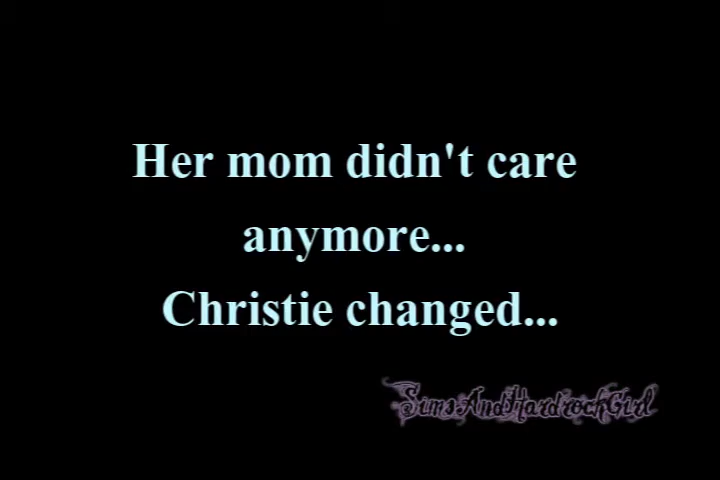 Her mom didn't care
anymore...
Christie changed...
SimsAndHardrockGirl